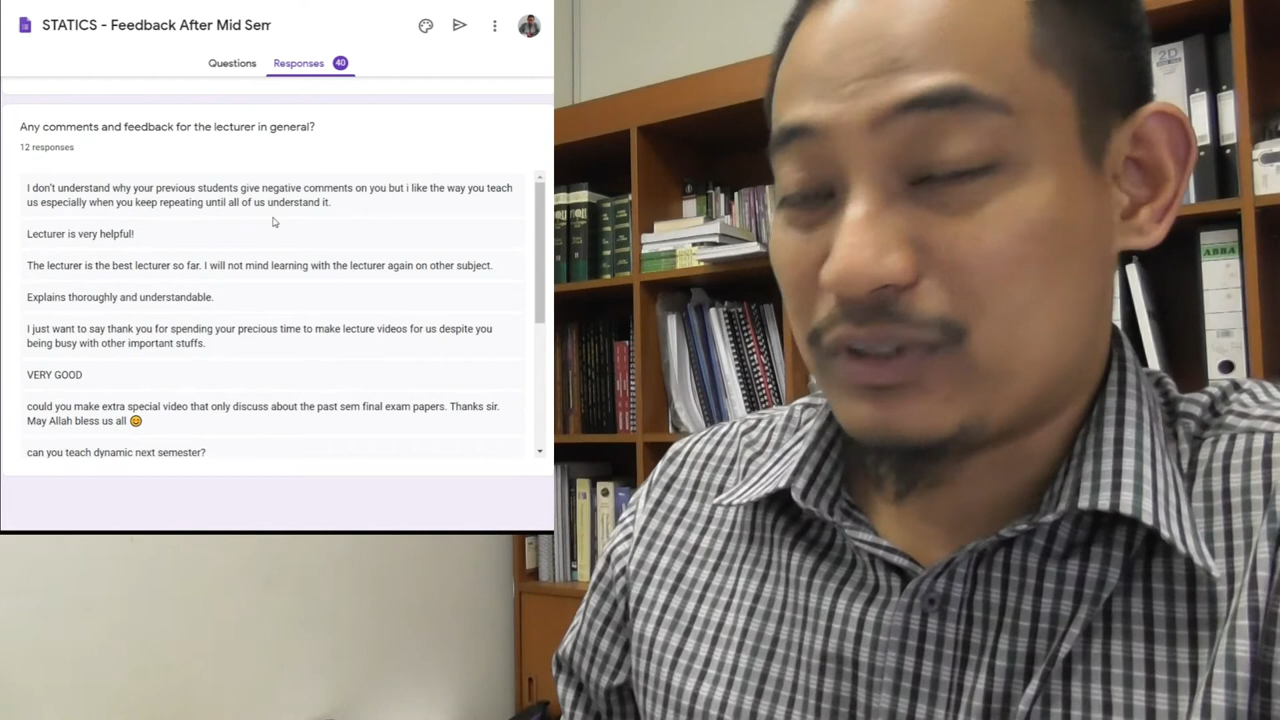 STATICS - Feedback After Mid Sem
Questions
Responses 40
Any comments and feedback for the lecturer in general?
12 responses
I don't understand why your previous students give negative comments on you but i like the way you teach
us especially when you keep repeating until all of us understand it.
Lecturer is very helpful!
The lecturer is the best lecturer so far. I will not mind learning with the lecturer again on other subject.
Explains thoroughly and understandable.
I just want to say thank you for spending your precious time to make lecture videos for us despite you
being busy with other important stuffs.
VERY GOOD
could you make extra special video that only discuss about the past sem final exam papers. Thanks sir.
May Allah bless us all 😊
can you teach dynamic next semester?
2D
ABBA